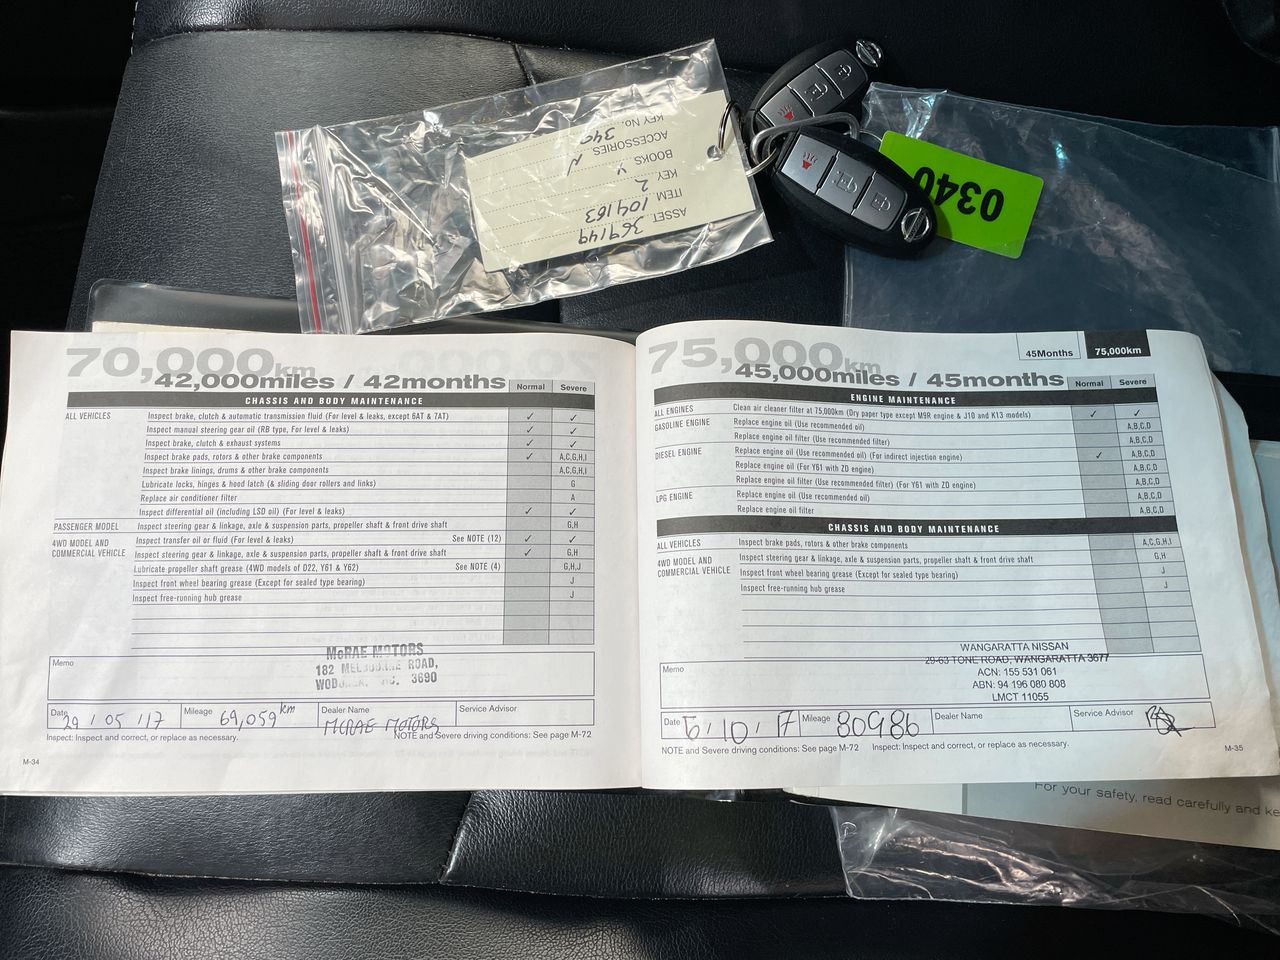 KEY No. 340
ACCESSORIES N
BOOKS Y
KEY 2
ITEM 104163
ASSET 369149
0340
70,000km
42,000miles / 42months
Normal Severe
CHASSIS AND BODY MAINTENANCE
ALL VEHICLES Inspect brake, clutch & automatic transmission fluid (For level & leaks, except 6AT & 7AT) ✓ ✓
Inspect manual steering gear oil (RB type, For level & leaks) ✓ ✓
Inspect brake, clutch & exhaust systems ✓ ✓
Inspect brake pads, rotors & other brake components ✓ A,C,G,H,I
Inspect brake linings, drums & other brake components A,C,G,H,I
Lubricate locks, hinges & hood latch (& sliding door rollers and links) G
Replace air conditioner filter A
Inspect differential oil (including LSD oil) (For level & leaks) ✓ ✓
PASSENGER MODEL Inspect steering gear & linkage, axle & suspension parts, propeller shaft & front drive shaft G,H
4WD MODEL AND COMMERCIAL VEHICLE Inspect transfer oil or fluid (For level & leaks) See NOTE (12) ✓ ✓
Inspect steering gear & linkage, axle & suspension parts, propeller shaft & front drive shaft ✓ G,H
Lubricate propeller shaft grease (4WD models of D22, Y61 & Y62) See NOTE (4) G,H,J
Inspect front wheel bearing grease (Except for sealed type bearing) J
Inspect free-running hub grease J
Memo
McRAE MOTORS
182 MELBOURNE ROAD,
WODONGA. VIC. 3690
Date 29 / 05 / 17 Mileage 69,059 km Dealer Name McRAE MOTORS Service Advisor
Inspect: Inspect and correct, or replace as necessary. NOTE and Severe driving conditions: See page M-72
M-34
45Months 75,000km
75,000km
45,000miles / 45months
Normal Severe
ENGINE MAINTENANCE
ALL ENGINES Clean air cleaner filter at 75,000km (Dry paper type except M9R engine & J10 and K13 models) ✓ ✓
GASOLINE ENGINE Replace engine oil (Use recommended oil) A,B,C,D
Replace engine oil filter (Use recommended filter) A,B,C,D
DIESEL ENGINE Replace engine oil (Use recommended oil) (For indirect injection engine) ✓ A,B,C,D
Replace engine oil (For Y61 with ZD engine) A,B,C,D
Replace engine oil filter (Use recommended filter) (For Y61 with ZD engine) A,B,C,D
LPG ENGINE Replace engine oil (Use recommended oil) A,B,C,D
Replace engine oil filter A,B,C,D
CHASSIS AND BODY MAINTENANCE
ALL VEHICLES Inspect brake pads, rotors & other brake components A,C,G,H,I
4WD MODEL AND COMMERCIAL VEHICLE Inspect steering gear & linkage, axle & suspension parts, propeller shaft & front drive shaft G,H
Inspect front wheel bearing grease (Except for sealed type bearing) J
Inspect free-running hub grease J
Memo
WANGARATTA NISSAN
29-63 TONE ROAD, WANGARATTA 3677
ACN: 155 531 061
ABN: 94 196 080 808
LMCT 11055
Date / 10 / 17 Mileage 80986 Dealer Name Service Advisor
NOTE and Severe driving conditions: See page M-72 Inspect: Inspect and correct, or replace as necessary.
M-35
For your safety, read carefully and ke